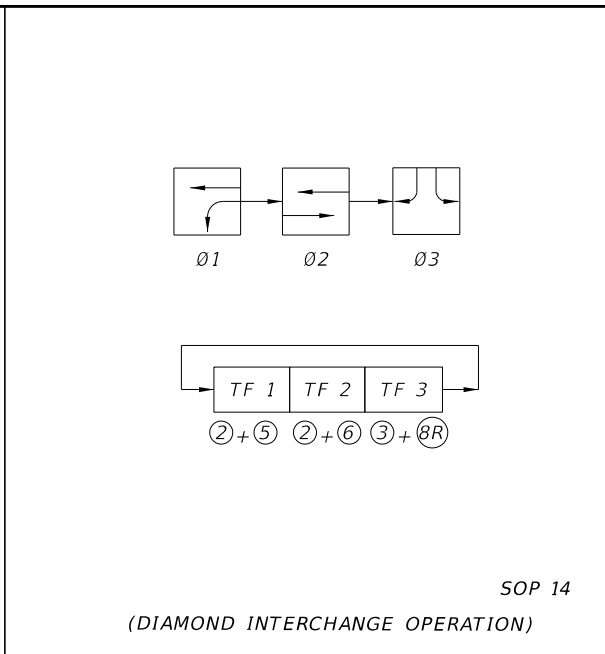 Ø1 Ø2 Ø3
TF 1 TF 2 TF 3
2+5 2+6 3+8R
SOP 14
(DIAMOND INTERCHANGE OPERATION)